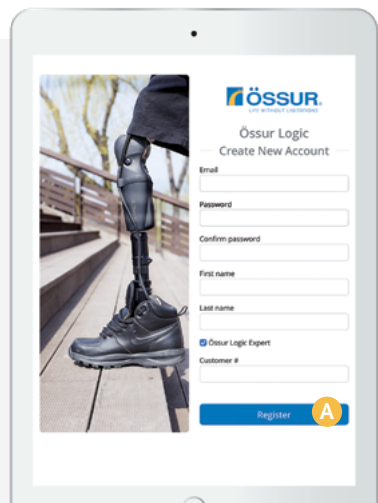 ÖSSUR.
LIFE WITHOUT LIMITATIONS
Össur Logic
Create New Account
Email
Password
Confirm password
First name
Last name
Össur Logic Expert
Customer #
Register A